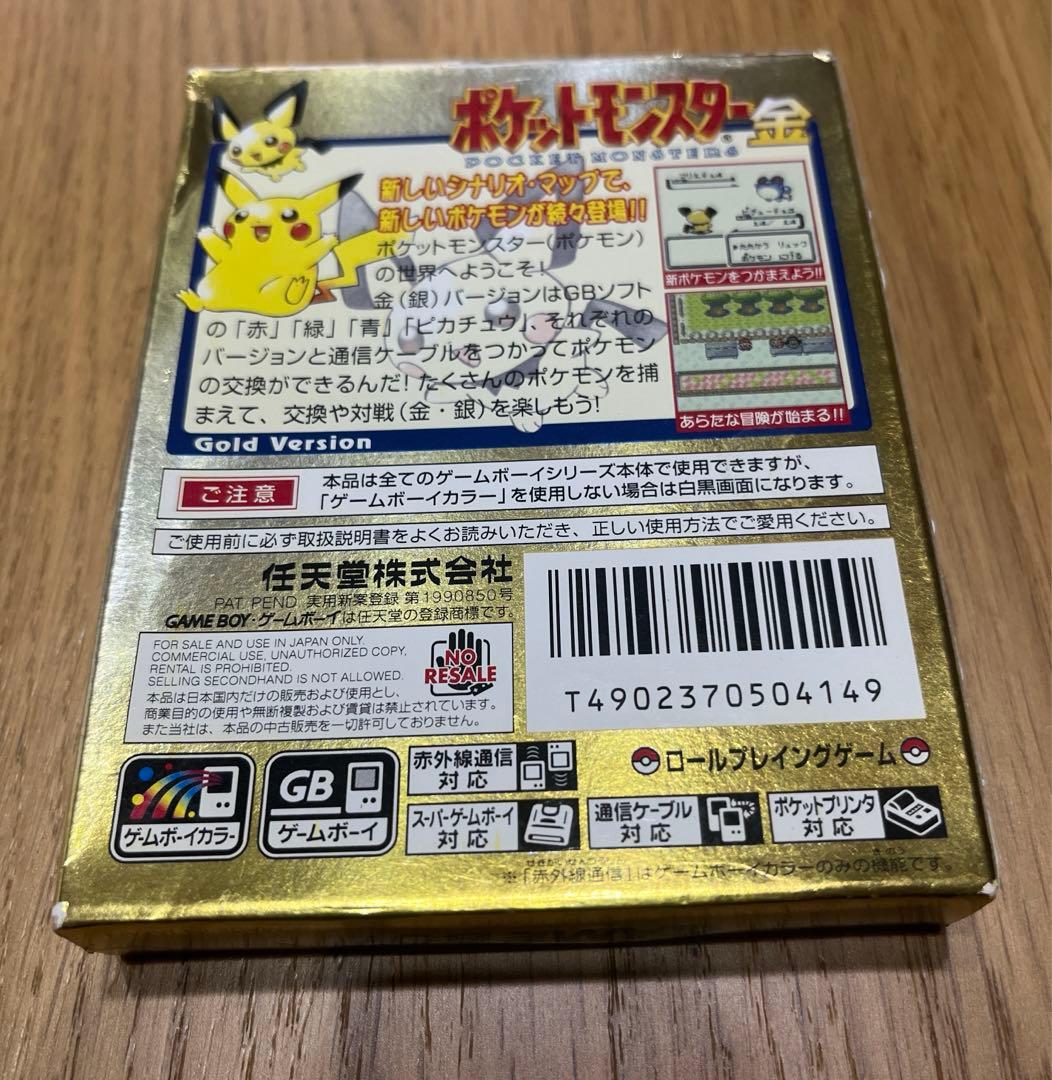 ポケットモンスター金
POCKET MONSTERS
新しいシナリオ・マップで、
新しいポケモンが続々登場!!
ポケットモンスター(ポケモン)
の世界へようこそ!
金(銀)バージョンはGBソフト
の「赤」「緑」「青」「ピカチュウ」、それぞれの
バージョンと通信ケーブルをつかってポケモン
の交換ができるんだ!たくさんのポケモンを捕
まえて、交換や対戦(金・銀)を楽しもう!
新ポケモンをつかまえよう!!
あらたな冒険が始まる!!
Gold Version
ご注意
本品は全てのゲームボーイシリーズ本体で使用できますが、
「ゲームボーイカラー」を使用しない場合は白黒画面になります。
ご使用前に必ず取扱説明書をよくお読みいただき、正しい使用方法でご愛用ください。
任天堂株式会社
PAT PEND 実用新案登録 第1990850号
GAME BOY・ゲームボーイは任天堂の登録商標です。
FOR SALE AND USE IN JAPAN ONLY.
COMMERCIAL USE, UNAUTHORIZED COPY,
RENTAL IS PROHIBITED.
SELLING SECONDHAND IS NOT ALLOWED.
本品は日本国内だけの販売および使用とし、
商業目的の使用や無断複製および賃貸は禁止されています。
また当社は、本品の中古販売を一切許可しておりません。
NO
RESALE
T4902370504149
ロールプレイングゲーム
ゲームボーイカラー
GB
ゲームボーイ
赤外線通信
対応
スーパーゲームボーイ
対応
通信ケーブル
対応
ポケットプリンタ
対応
※「赤外線通信」はゲームボーイカラーのみの機能です。